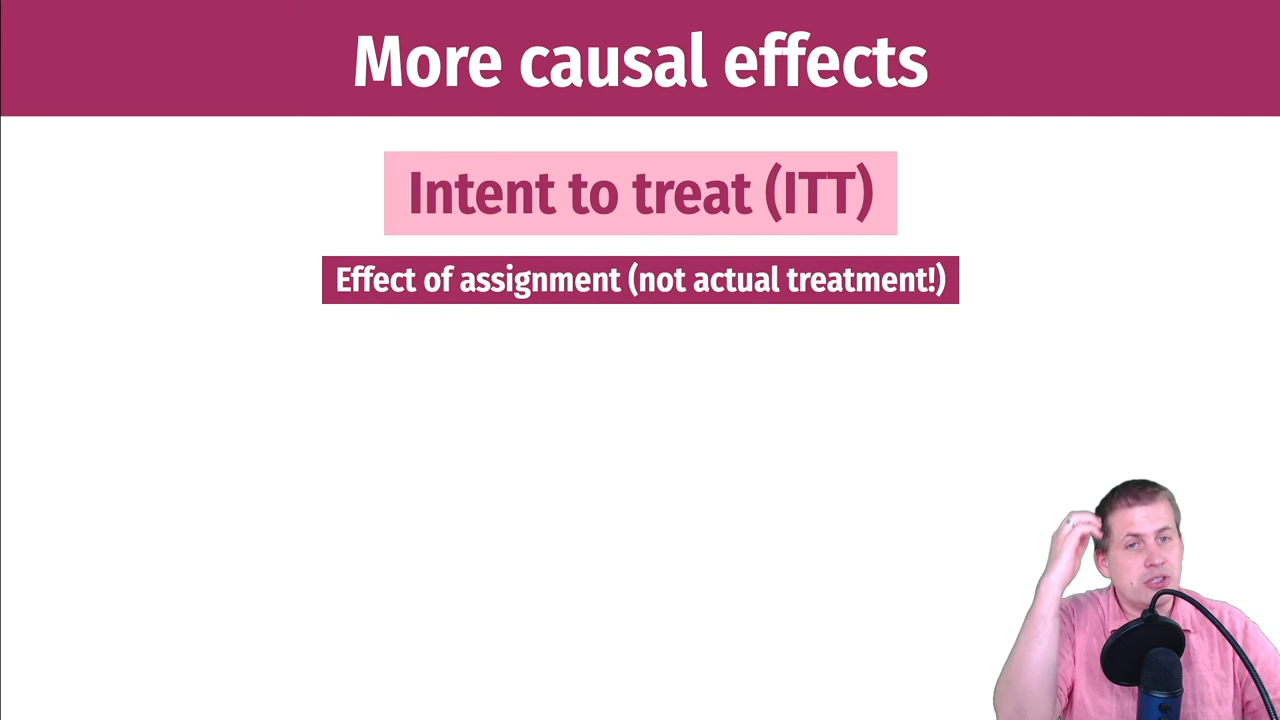 More causal effects
Intent to treat (ITT)
Effect of assignment (not actual treatment!)